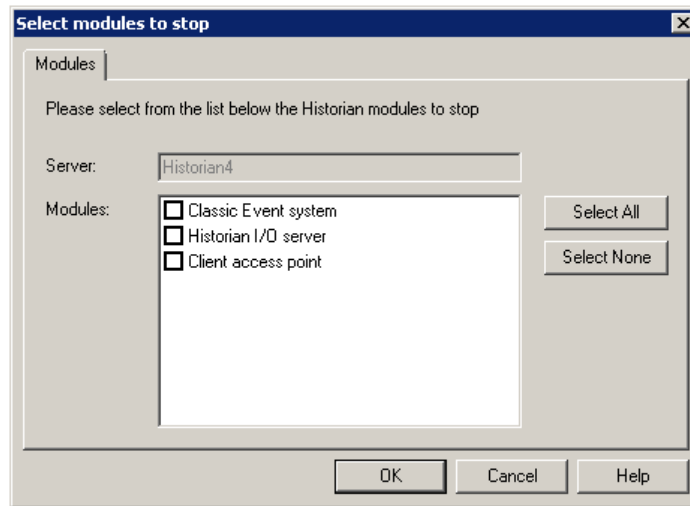 Select modules to stop
Modules
Please select from the list below the Historian modules to stop
Server: Historian4
Modules:
Classic Event system
Historian I/O server
Client access point
Select All
Select None
OK Cancel Help